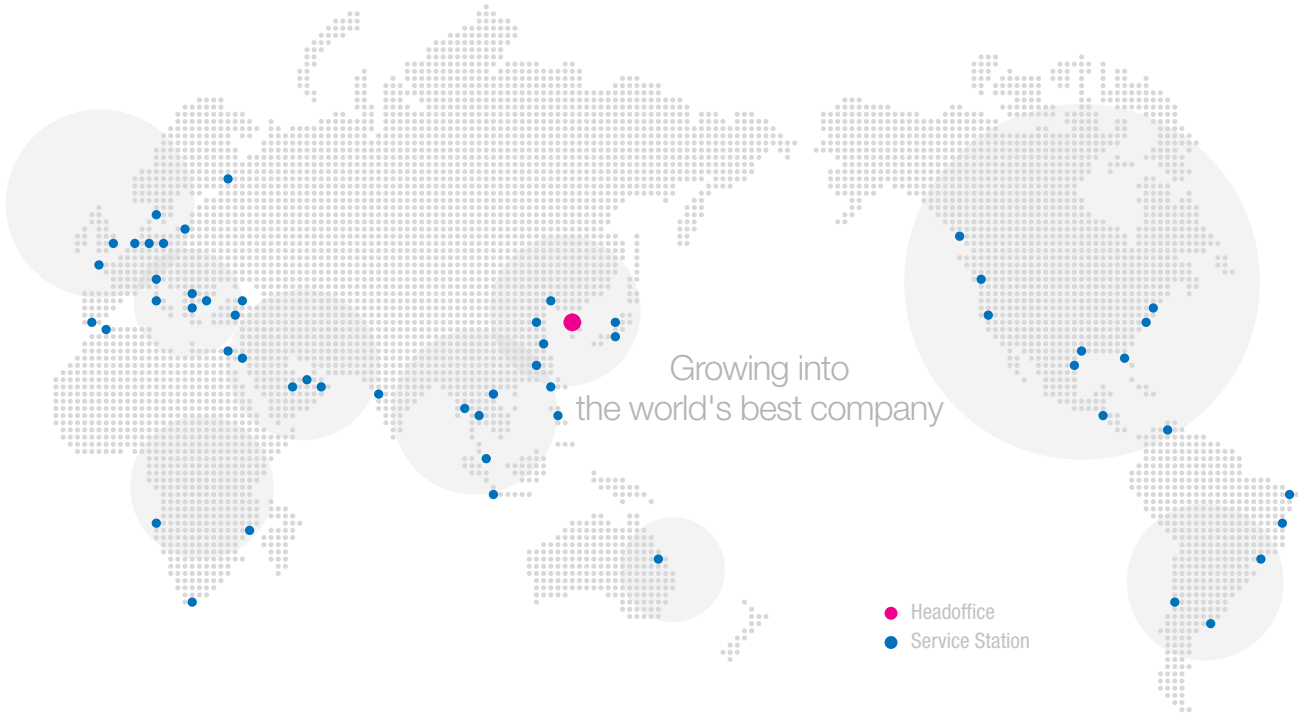 Growing into
the world's best company
Headoffice
Service Station